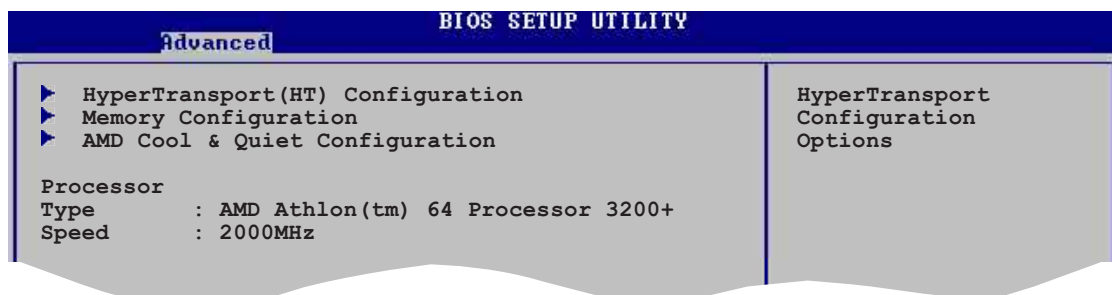 BIOS SETUP UTILITY
Advanced
HyperTransport(HT) Configuration
Memory Configuration
AMD Cool & Quiet Configuration
Processor
Type : AMD Athlon(tm) 64 Processor 3200+
Speed : 2000MHz
HyperTransport
Configuration
Options